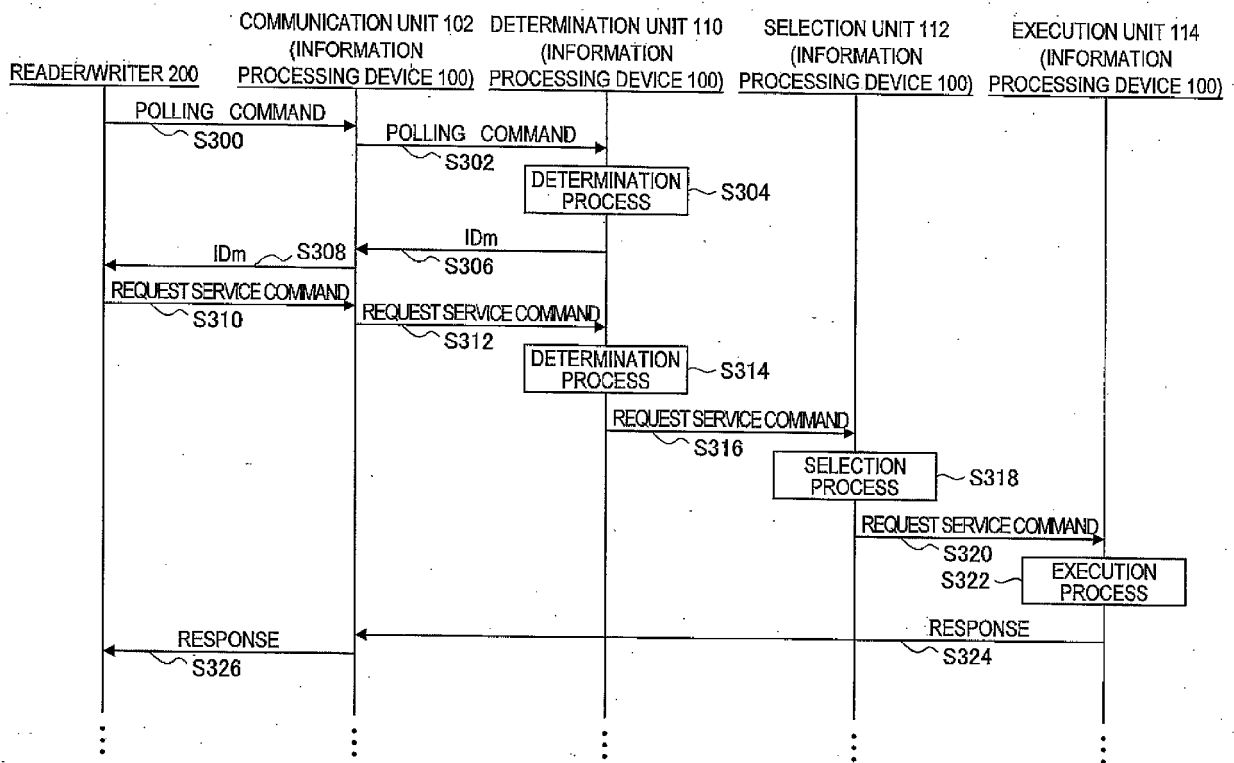 COMMUNICATION UNIT 102
(INFORMATION
PROCESSING DEVICE 100)
DETERMINATION UNIT 110
(INFORMATION
PROCESSING DEVICE 100)
SELECTION UNIT 112
(INFORMATION
PROCESSING DEVICE 100)
EXECUTION UNIT 114
(INFORMATION
PROCESSING DEVICE 100)
READER/WRITER 200
POLLING COMMAND
S300
POLLING COMMAND
S302
DETERMINATION
PROCESS
S304
IDm
S306
IDm
S308
REQUEST SERVICE COMMAND
S310
REQUEST SERVICE COMMAND
S312
DETERMINATION
PROCESS
S314
REQUEST SERVICE COMMAND
S316
SELECTION
PROCESS
S318
REQUEST SERVICE COMMAND
S320
S322
EXECUTION
PROCESS
RESPONSE
S324
RESPONSE
S326